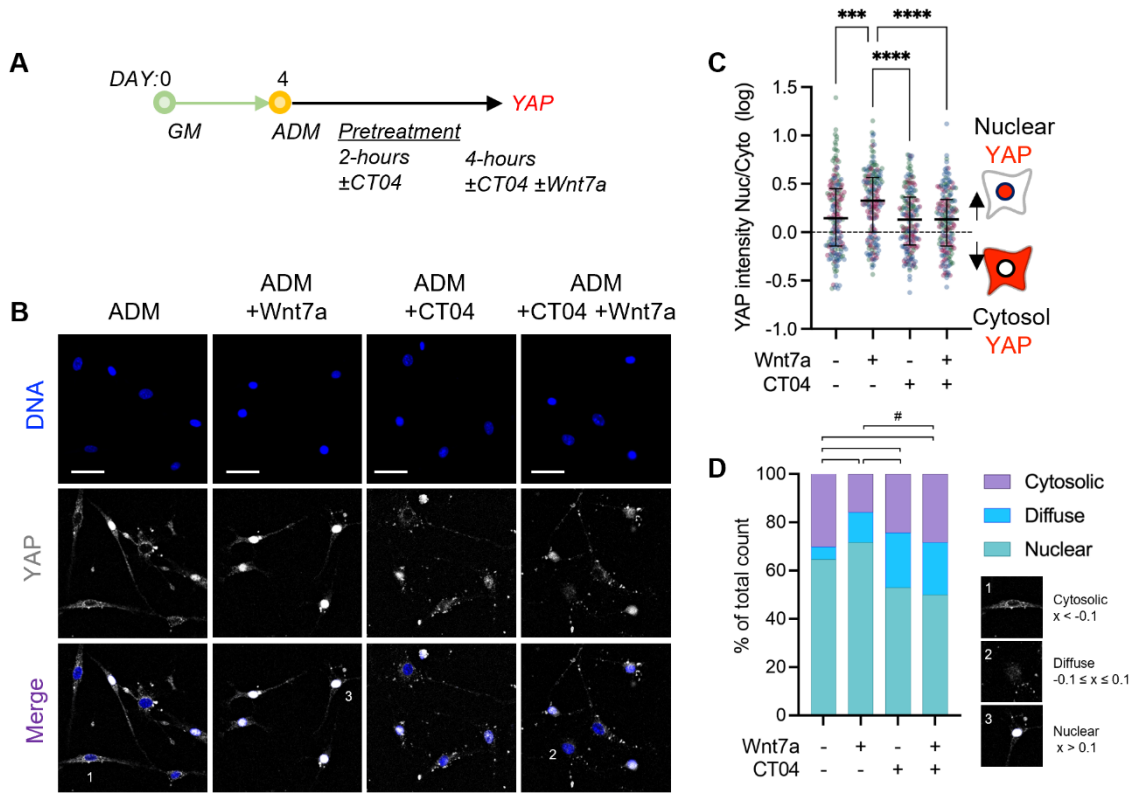 A
DAY: 0
4
YAP
GM
ADM
Pretreatment
2-hours
±CT04
4-hours
±CT04 ±Wnt7a
B
ADM
ADM
+Wnt7a
ADM
+CT04
ADM
+CT04 +Wnt7a
DNA
YAP
Merge
1
3
2
C
***
****
****
YAP intensity Nuc/Cyto (log)
1.5
1.0
0.5
0.0
-0.5
-1.0
Wnt7a - + - +
CT04 - - + +
Nuclear
YAP
Cytosol
YAP
D
#
% of total count
100
80
60
40
20
0
Wnt7a - + - +
CT04 - - + +
Cytosolic
Diffuse
Nuclear
1
Cytosolic
x < -0.1
2
Diffuse
-0.1 ≤ x ≤ 0.1
3
Nuclear
x > 0.1